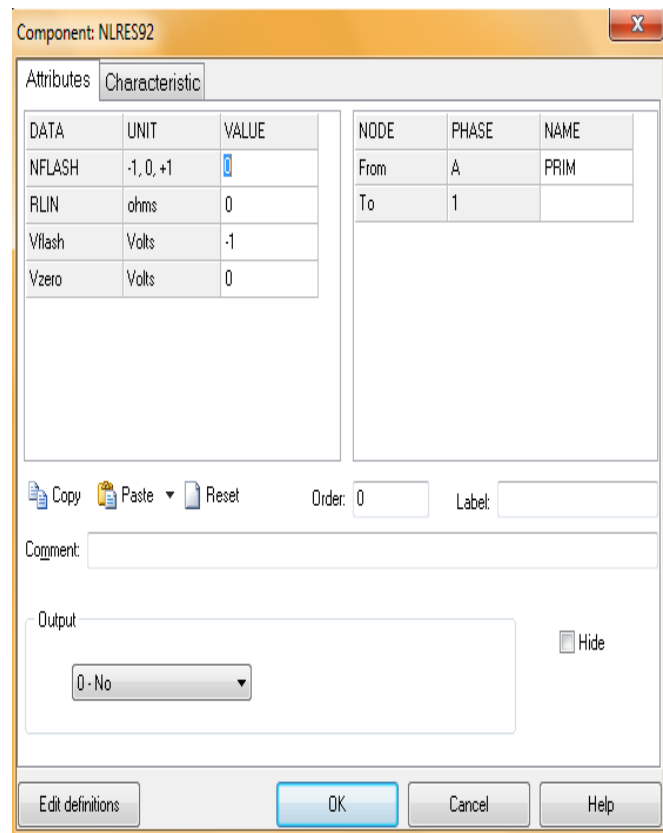 Component: NLRES92
X
Attributes Characteristic
DATA UNIT VALUE NODE PHASE NAME
NFLASH -1, 0, +1 0 From A PRIM
RLIN ohms 0 To 1
Vflash Volts -1
Vzero Volts 0
Copy Paste Reset Order: 0 Label:
Comment:
Output
Hide
0 - No
Edit definitions OK Cancel Help